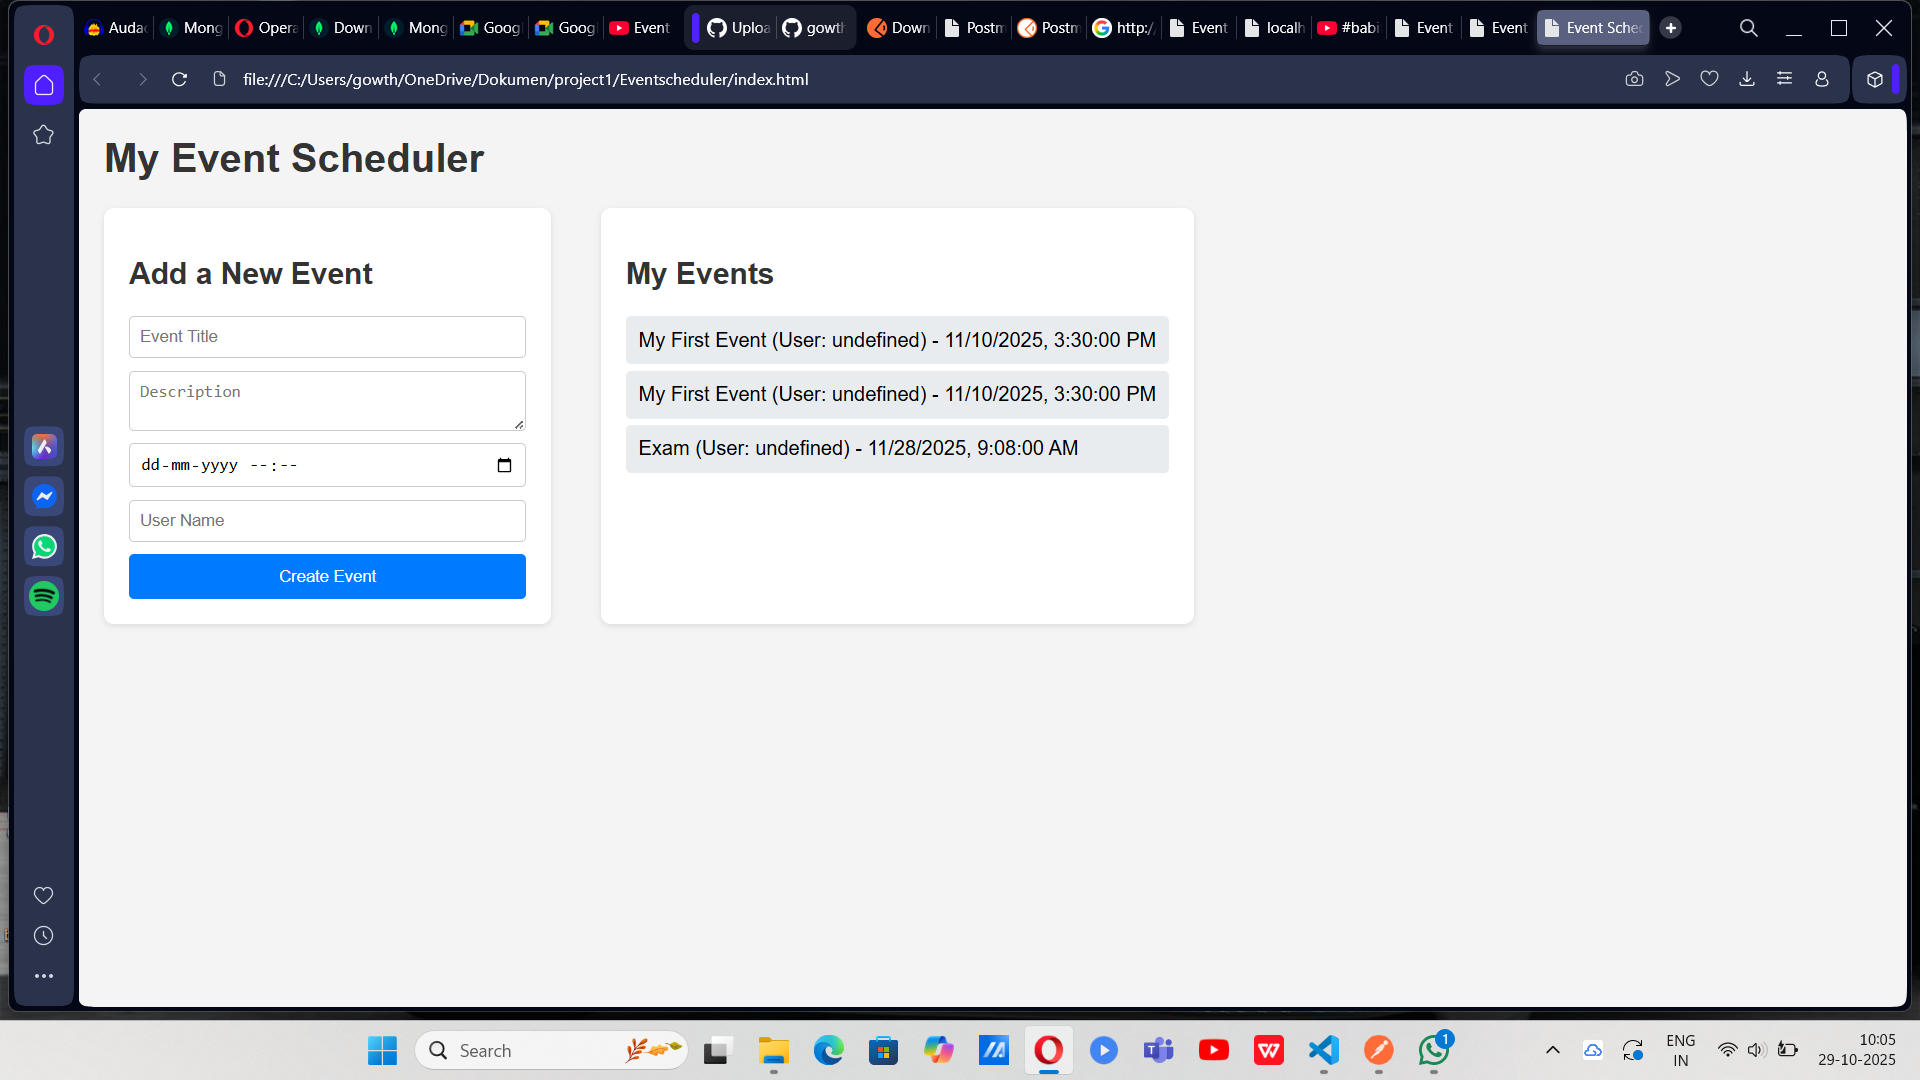 Audac
Mong
Opera
Down
Mong
Goog
Goog
Event
Uploa
gowth
Down
Postm
Postm
http:/
Event
localh
#babi
Event
Event
Event Sched
file:///C:/Users/gowth/OneDrive/Dokumen/project1/Eventscheduler/index.html
My Event Scheduler
Add a New Event
Event Title
Description
dd-mm-yyyy --:--
User Name
Create Event
My Events
My First Event (User: undefined) - 11/10/2025, 3:30:00 PM
My First Event (User: undefined) - 11/10/2025, 3:30:00 PM
Exam (User: undefined) - 11/28/2025, 9:08:00 AM
Search
1
ENG
IN
10:05
29-10-2025